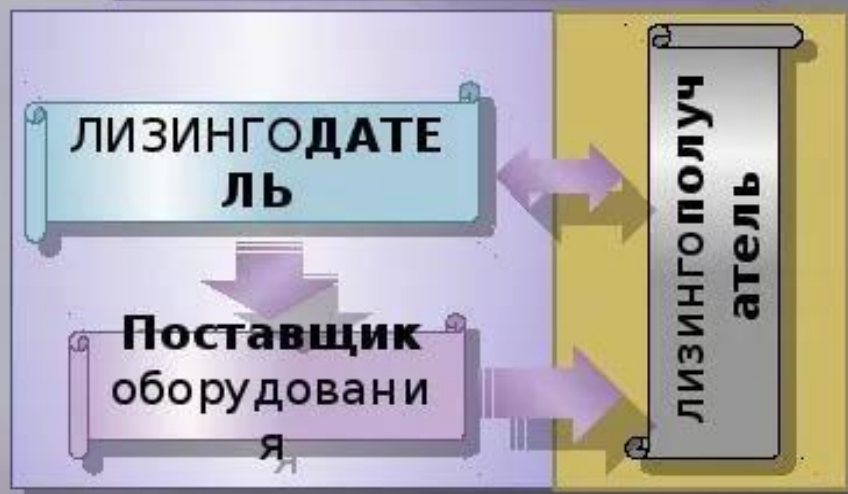 ЛИЗИНГОДАТЕ
ЛЬ
Поставщик
оборудовани
я
лизингополуч
атель